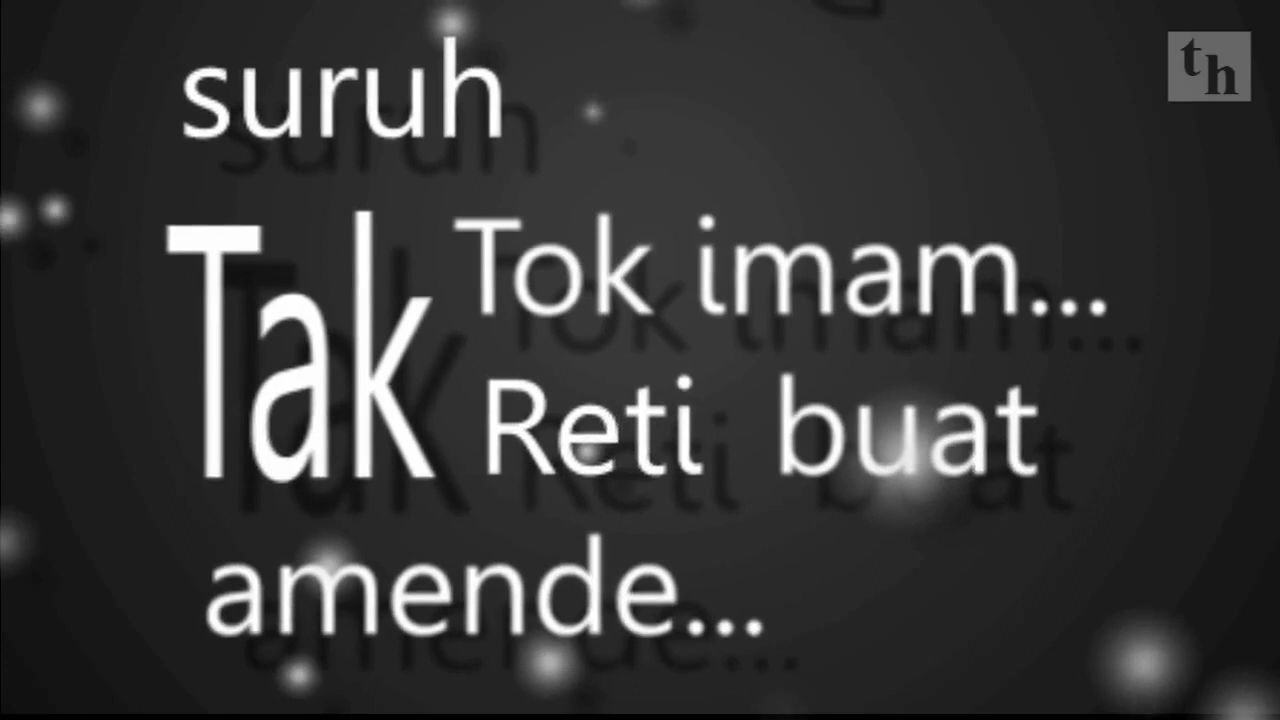 th
suruh
Tak Tok imam...
Reti buat
amende...